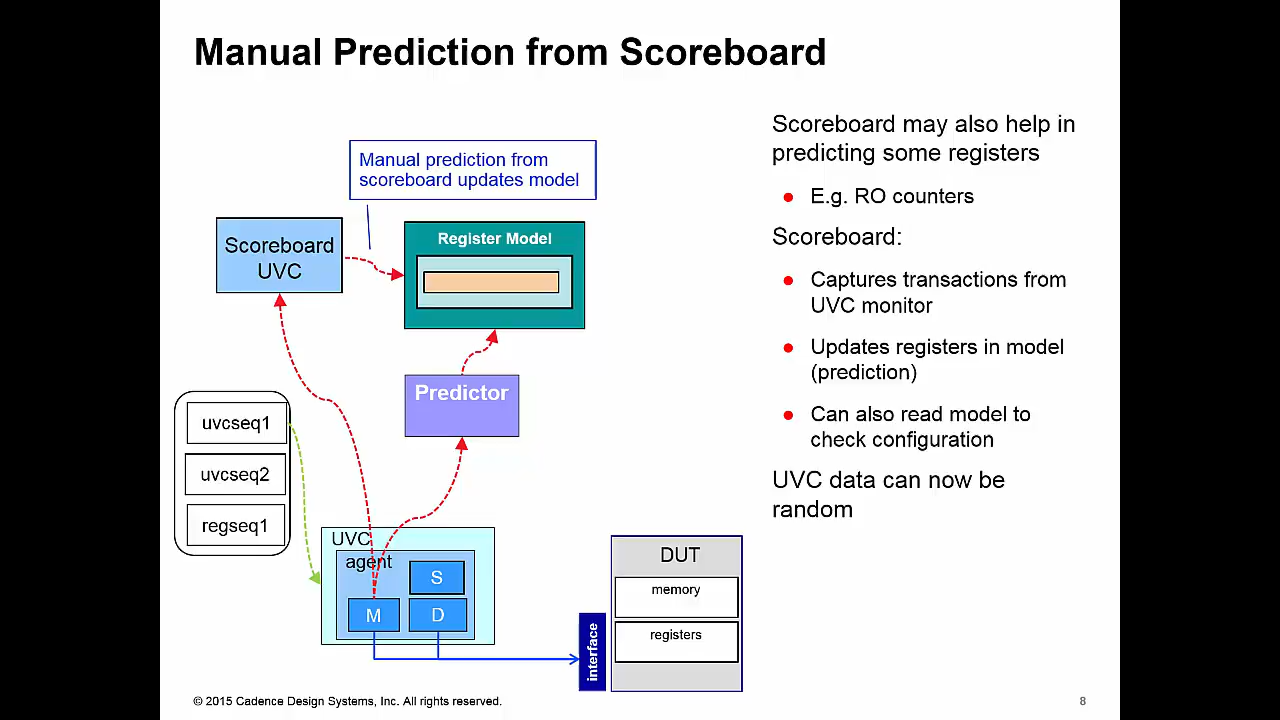 Manual Prediction from Scoreboard
Manual prediction from
scoreboard updates model
Scoreboard
UVC
Register Model
Predictor
uvcseq1
uvcseq2
regseq1
UVC
agent
S
M
D
interface
DUT
memory
registers
Scoreboard may also help in
predicting some registers
E.g. RO counters
Scoreboard:
Captures transactions from
UVC monitor
Updates registers in model
(prediction)
Can also read model to
check configuration
UVC data can now be
random
© 2015 Cadence Design Systems, Inc. All rights reserved.
8